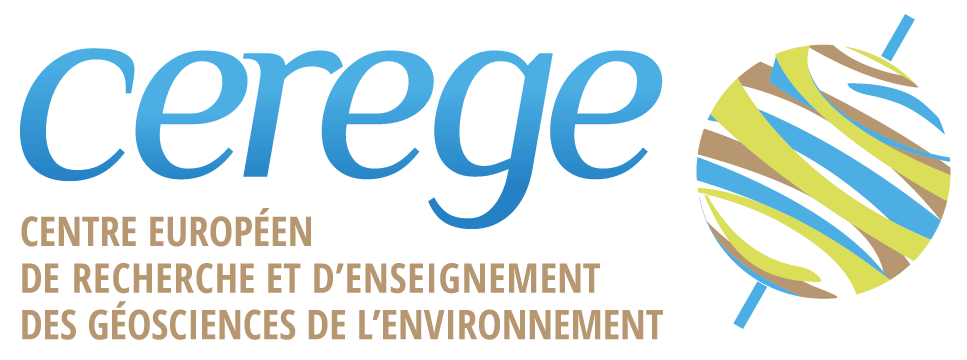 cerege
CENTRE EUROPÉEN
DE RECHERCHE ET D’ENSEIGNEMENT
DES GÉOSCIENCES DE L’ENVIRONNEMENT